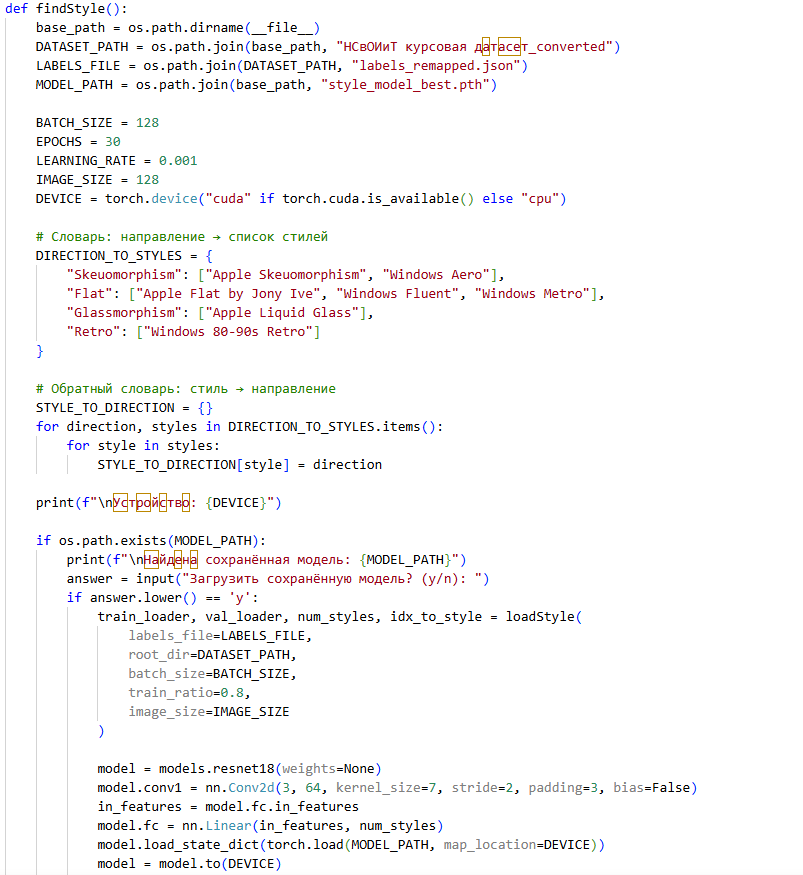 def findStyle():
    base_path = os.path.dirname(__file__)
    DATASET_PATH = os.path.join(base_path, "НСвОИиТ курсовая датасет_converted")
    LABELS_FILE = os.path.join(DATASET_PATH, "labels_remapped.json")
    MODEL_PATH = os.path.join(base_path, "style_model_best.pth")

    BATCH_SIZE = 128
    EPOCHS = 30
    LEARNING_RATE = 0.001
    IMAGE_SIZE = 128
    DEVICE = torch.device("cuda" if torch.cuda.is_available() else "cpu")

    # Словарь: направление → список стилей
    DIRECTION_TO_STYLES = {
        "Skeuomorphism": ["Apple Skeuomorphism", "Windows Aero"],
        "Flat": ["Apple Flat by Jony Ive", "Windows Fluent", "Windows Metro"],
        "Glassmorphism": ["Apple Liquid Glass"],
        "Retro": ["Windows 80-90s Retro"]
    }

    # Обратный словарь: стиль → направление
    STYLE_TO_DIRECTION = {}
    for direction, styles in DIRECTION_TO_STYLES.items():
        for style in styles:
            STYLE_TO_DIRECTION[style] = direction

    print(f"\nУстройство: {DEVICE}")

    if os.path.exists(MODEL_PATH):
        print(f"\nНайдена сохранённая модель: {MODEL_PATH}")
        answer = input("Загрузить сохранённую модель? (y/n): ")
        if answer.lower() == 'y':
            train_loader, val_loader, num_styles, idx_to_style = loadStyle(
                labels_file=LABELS_FILE,
                root_dir=DATASET_PATH,
                batch_size=BATCH_SIZE,
                train_ratio=0.8,
                image_size=IMAGE_SIZE
            )

            model = models.resnet18(weights=None)
            model.conv1 = nn.Conv2d(3, 64, kernel_size=7, stride=2, padding=3, bias=False)
            in_features = model.fc.in_features
            model.fc = nn.Linear(in_features, num_styles)
            model.load_state_dict(torch.load(MODEL_PATH, map_location=DEVICE))
            model = model.to(DEVICE)